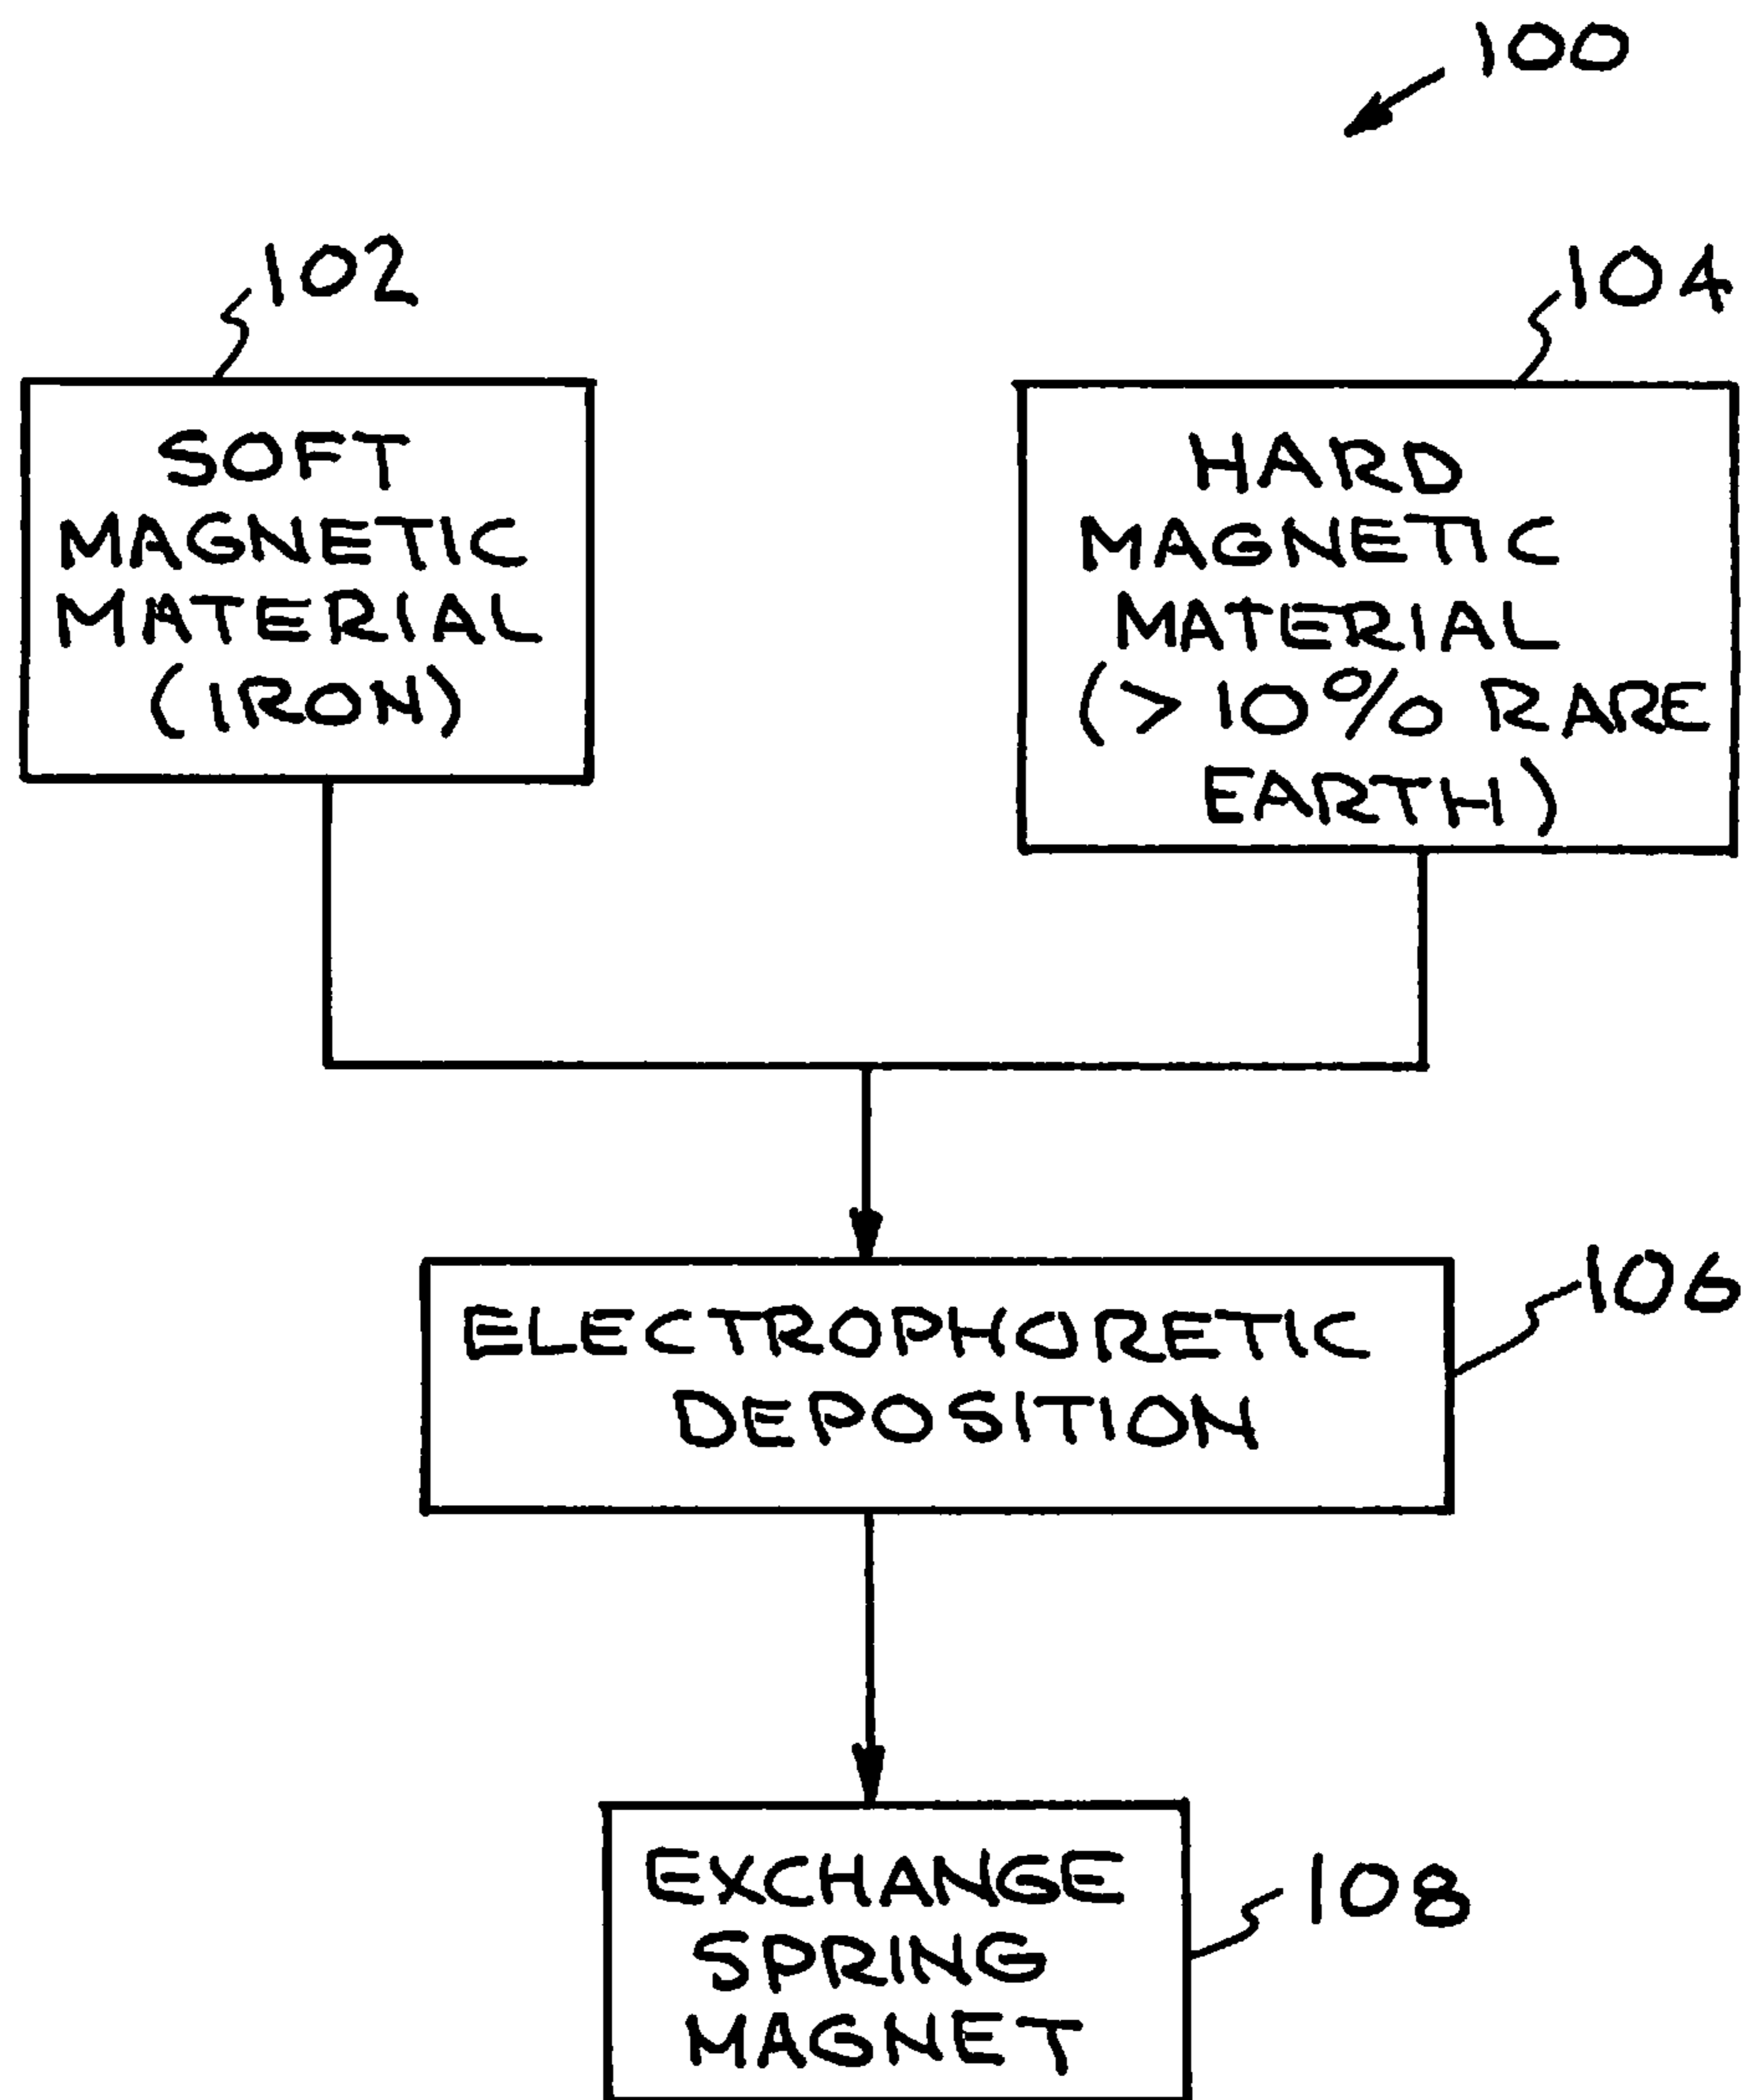 100
102
104
SOFT
MAGNETIC
MATERIAL
(IRON)
HARD
MAGNETIC
MATERIAL
(> 10% RARE
EARTH)
106
ELECTROPHORETIC
DEPOSITION
108
EXCHANGE
SPRING
MAGNET